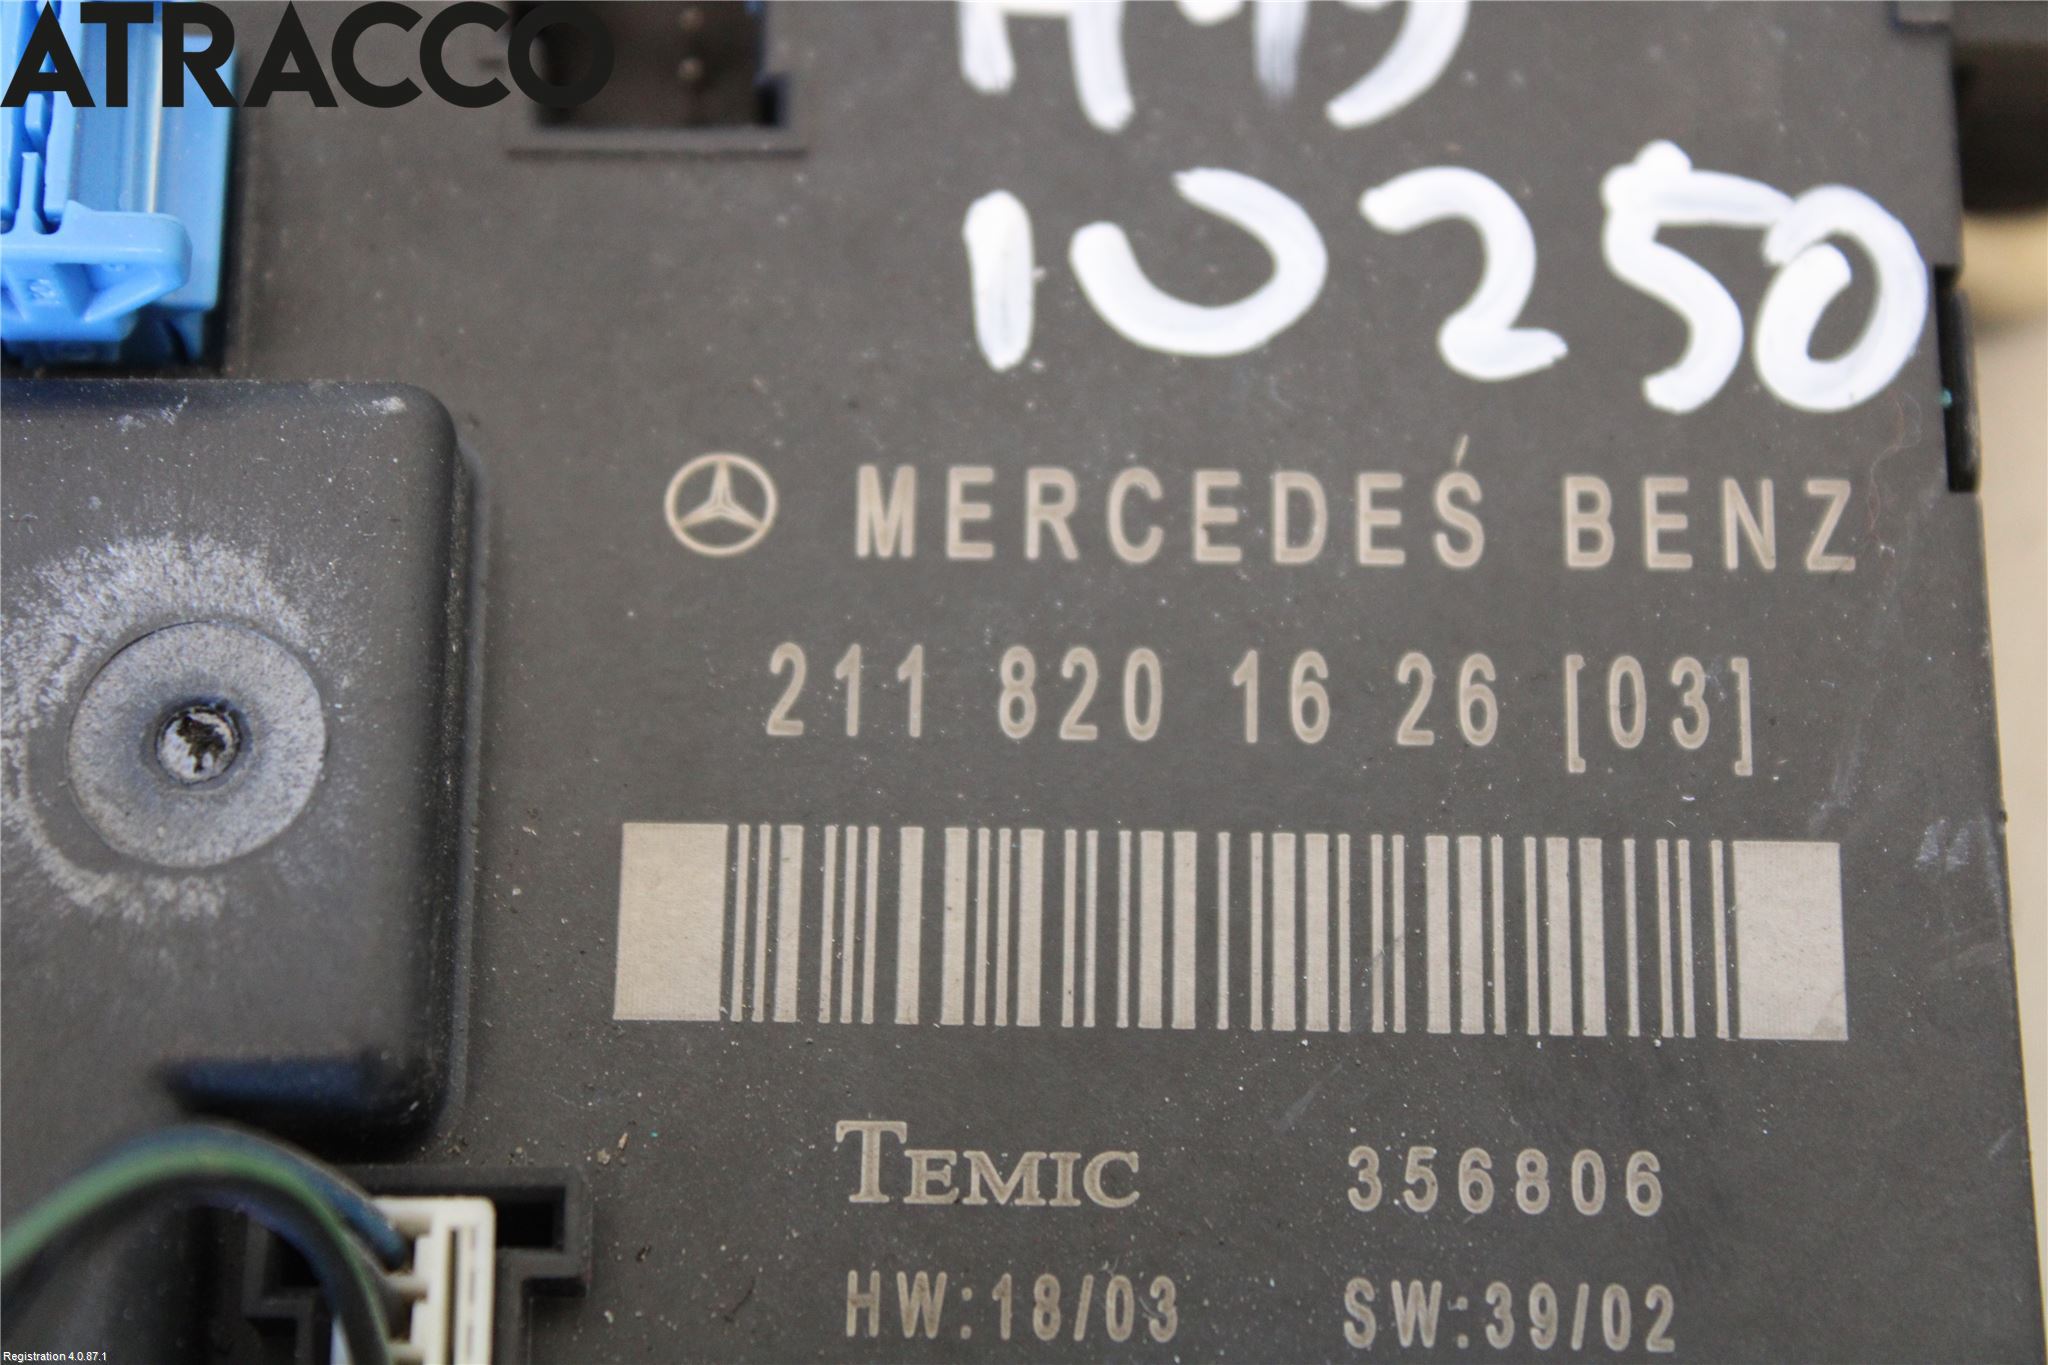 ATRACCO
10250
MERCEDES BENZ
211 820 16 26 [03]
TEMIC 356806
HW:18/03 SW:39/02
Registration 4.0.87.1